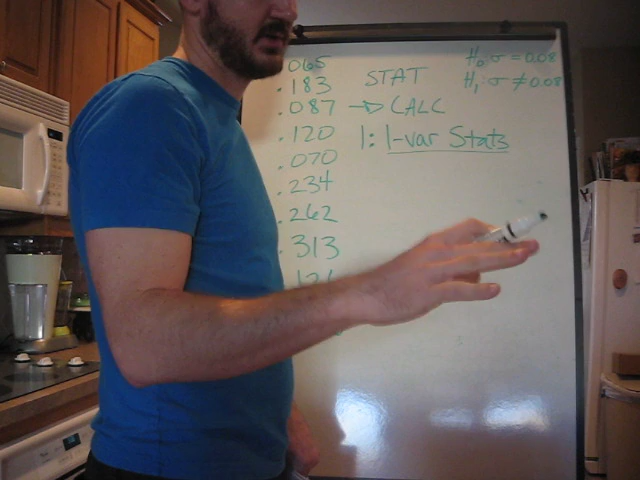 .065
.183
.087
.120
.070
.234
.262
.313
STAT
→ CALC
1: 1-var Stats
H₀: σ = 0.08
H₁: σ ≠ 0.08